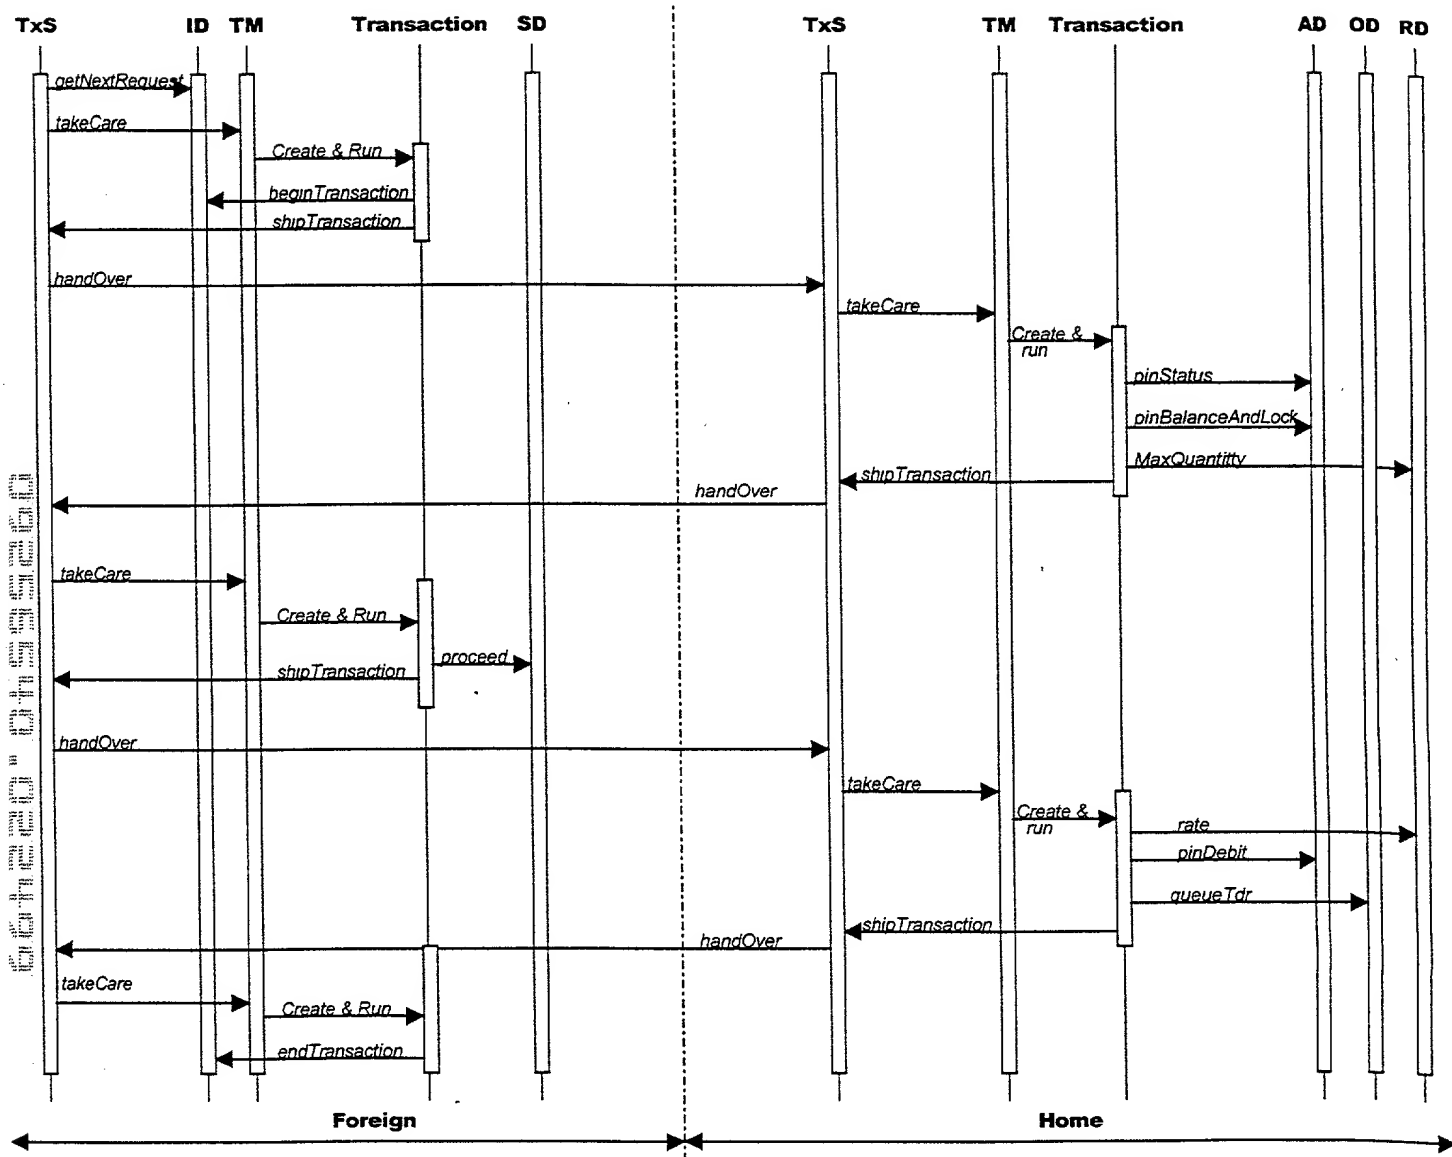 TxS ID TM Transaction SD TxS TM Transaction AD OD RD
getNextRequest
takeCare
Create & Run
beginTransaction
shipTransaction
handOver
takeCare
Create &
run
pinStatus
pinBalanceAndLock
MaxQuantitty
shipTransaction
handOver
takeCare
Create & Run
proceed
shipTransaction
handOver
takeCare
Create &
run
rate
pinDebit
queueTdr
shipTransaction
handOver
takeCare
Create & Run
endTransaction
Foreign Home